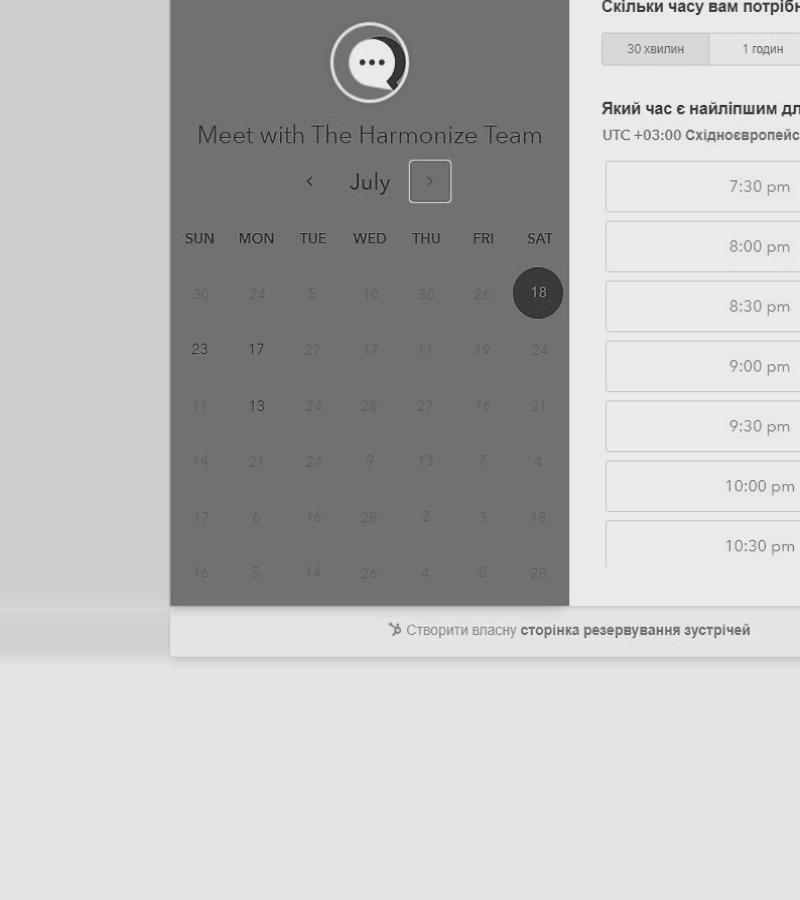 Meet with The Harmonize Team
July
SUN MON TUE WED THU FRI SAT
30 24 5 10 30 26 18
23 17 27 17 11 19 24
11 13 24 28 27 16 21
14 21 24 9 13 7 4
17 6 16 28 2 3 18
16 5 14 26 4 8 28
Скільки часу вам
30 хвилин 1 годин
Який час є найліпшим
UTC +03:00
7:30 pm
8:00 pm
8:30 pm
9:00 pm
9:30 pm
10:00 pm
10:30 pm
Створити власну сторінка резервування зустрічей